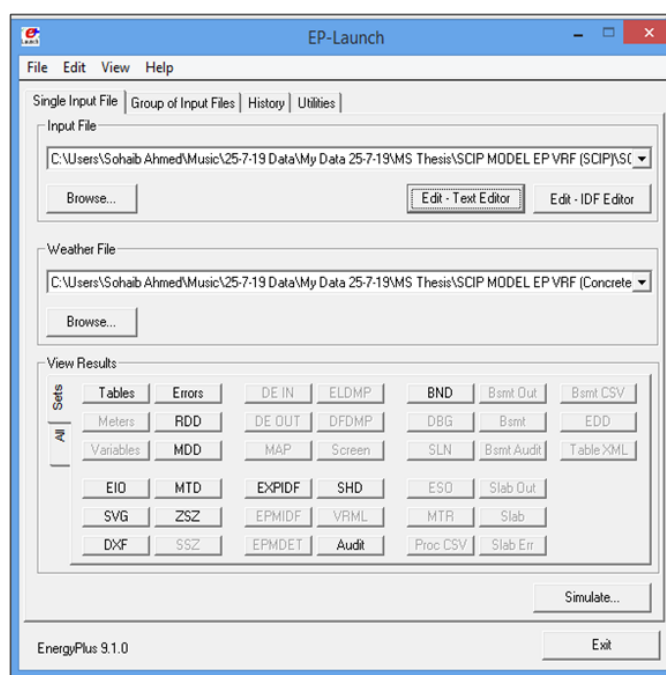 EP-Launch
File Edit View Help
Single Input File Group of Input Files History Utilities
Input File
C:\Users\Sohaib Ahmed\Music\25-7-19 Data\My Data 25-7-19\MS Thesis\SCIP MODEL EP VRF (SCIP)\SC
Browse... Edit - Text Editor Edit - IDF Editor
Weather File
C:\Users\Sohaib Ahmed\Music\25-7-19 Data\My Data 25-7-19\MS Thesis\SCIP MODEL EP VRF (Concrete
Browse...
View Results
Sets
All
Tables Errors DE IN ELDMP BND Bsmt Out Bsmt CSV
Meters RDD DE OUT DFDMP DBG Bsmt EDD
Variables MDD MAP Screen SLN Bsmt Audit Table XML
EIO MTD EXPIDF SHD ESO Slab Out
SVG ZSZ EPMIDF VRML MTR Slab
DXF SSZ EPMDET Audit Proc CSV Slab Err
Simulate...
EnergyPlus 9.1.0 Exit